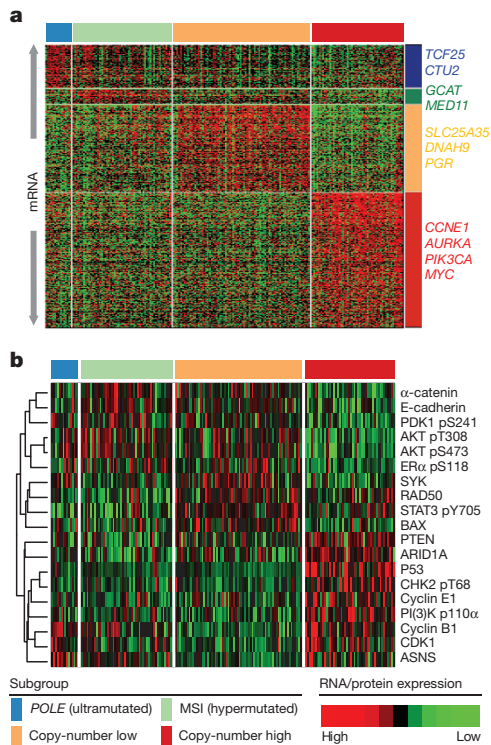 a
mRNA
TCF25
CTU2
GCAT
MED11
SLC25A35
DNAH9
PGR
CCNE1
AURKA
PIK3CA
MYC
b
α-catenin
E-cadherin
PDK1 pS241
AKT pT308
AKT pS473
ERα pS118
SYK
RAD50
STAT3 pY705
BAX
PTEN
ARID1A
P53
CHK2 pT68
Cyclin E1
PI(3)K p110α
Cyclin B1
CDK1
ASNS
Subgroup
POLE (ultramutated)
MSI (hypermutated)
Copy-number low
Copy-number high
RNA/protein expression
High
Low